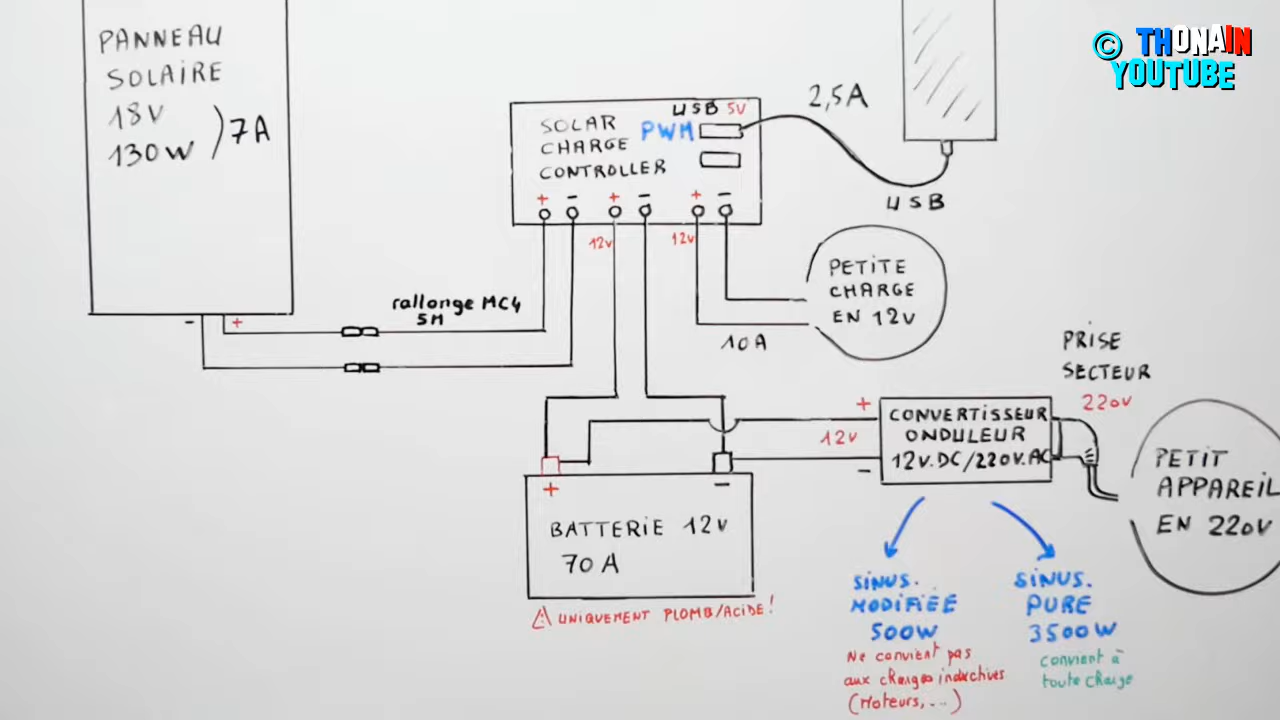 PANNEAU
SOLAIRE
18V
130W
)7A
© THONAIN
YOUTUBE
USB 5V
SOLAR
CHARGE
CONTROLLER
PWM
+ - + - + -
12v
12v
2,5A
USB
PETITE
CHARGE
EN 12V
10A
- +
rallonge MC4
5M
PRISE
SECTEUR
220V
+
12v
-
CONVERTISSEUR
ONDULEUR
12V.DC/220V.AC
PETIT
APPAREIL
EN 220V
+ -
BATTERIE 12V
70A
⚠ UNIQUEMENT PLOMB/ACIDE!
SINUS.
MODIFIÉE
500W
Ne convient pas
aux charges inductives
(Moteurs,...)
SINUS.
PURE
3500W
convient à
toute charge